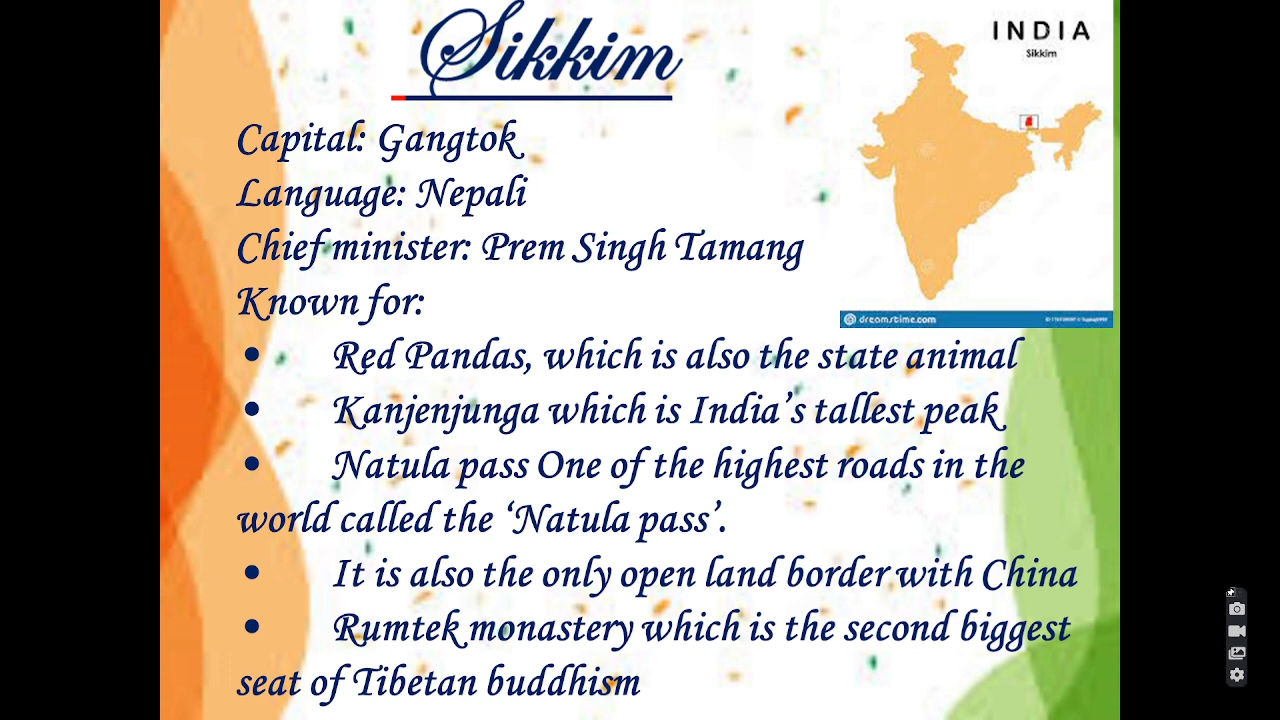 Sikkim
INDIA
Sikkim
Capital: Gangtok
Language: Nepali
Chief minister: Prem Singh Tamang
Known for:
dreamstime.com
• Red Pandas, which is also the state animal
• Kanjenjunga which is India’s tallest peak
• Natula pass One of the highest roads in the
world called the ‘Natula pass’.
• It is also the only open land border with China
• Rumtek monastery which is the second biggest
seat of Tibetan buddhism